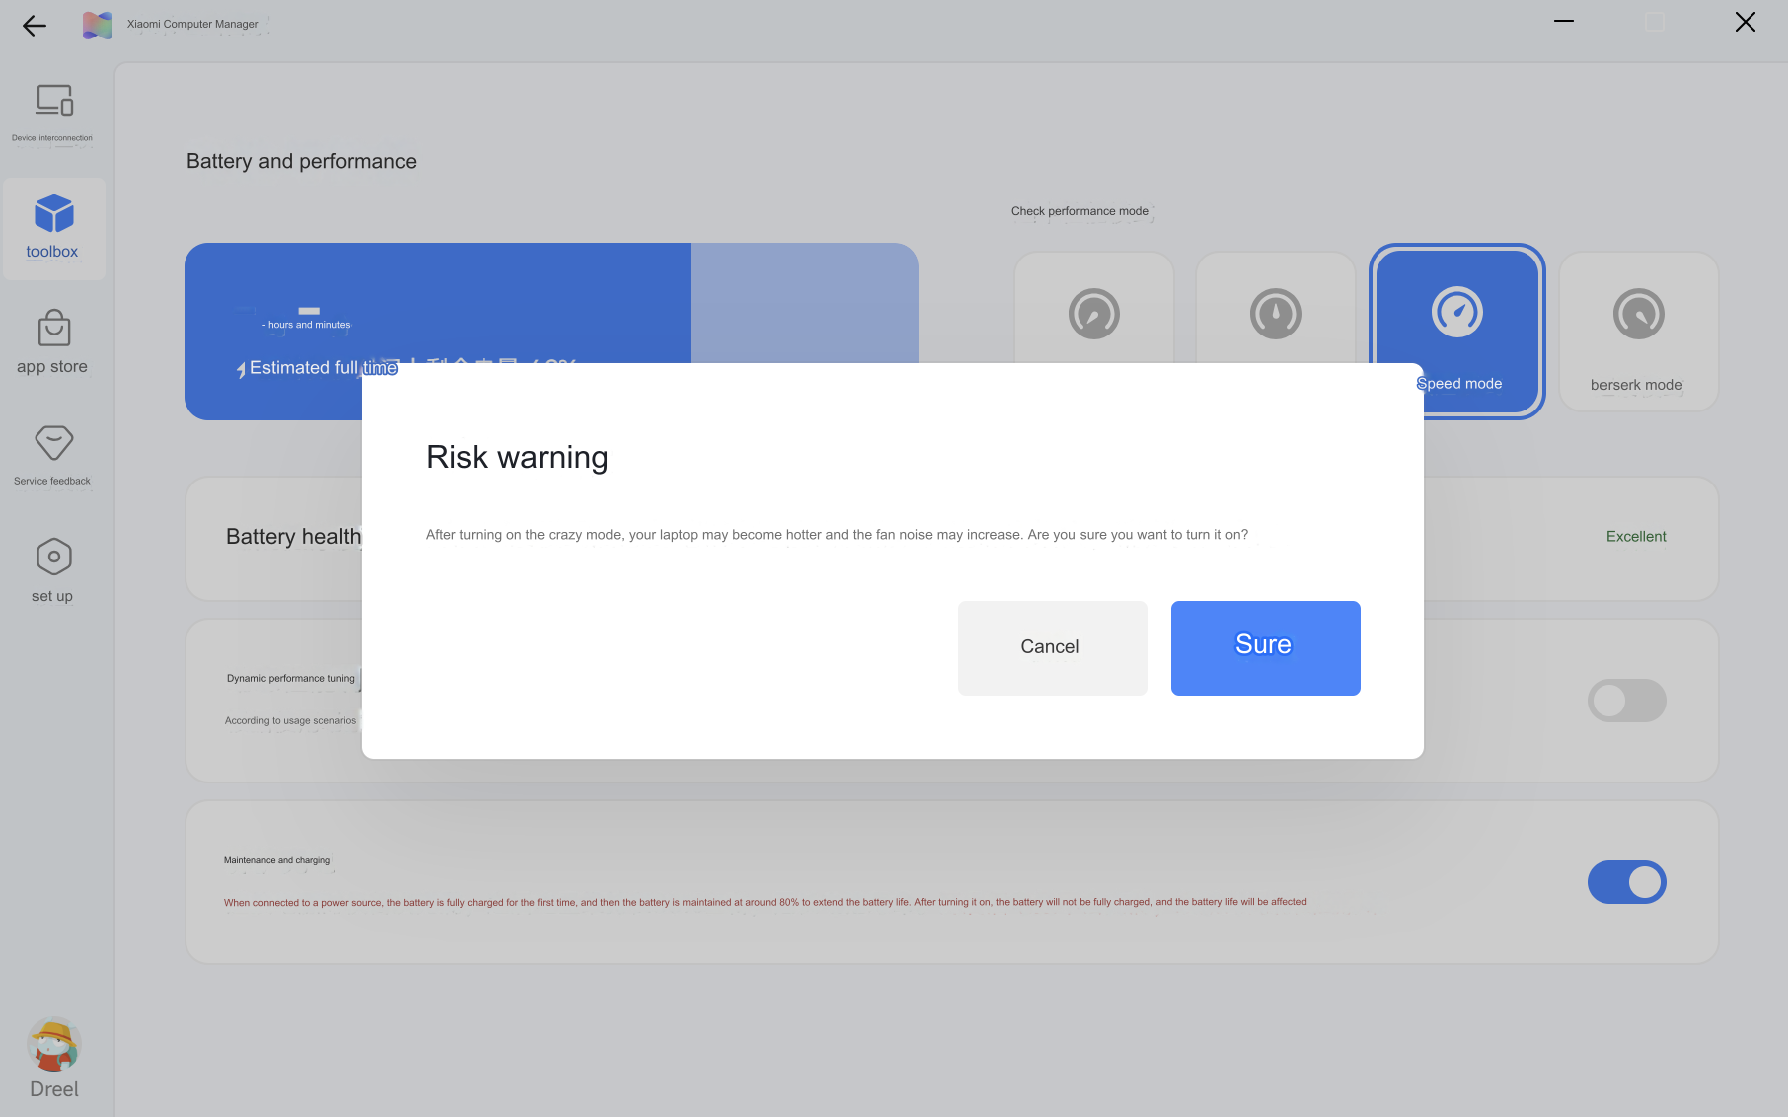 Xiaomi Computer Manager
Device interconnection
toolbox
app store
Service feedback
set up
Dreel
Battery and performance
Check performance mode
- hours and minutes
Estimated full time
Speed mode
berserk mode
Risk warning
After turning on the crazy mode, your laptop may become hotter and the fan noise may increase. Are you sure you want to turn it on?
Cancel
Sure
Battery health
Excellent
Dynamic performance tuning
According to usage scenarios
Maintenance and charging
When connected to a power source, the battery is fully charged for the first time, and then the battery is maintained at around 80% to extend the battery life. After turning it on, the battery will not be fully charged, and the battery life will be affected